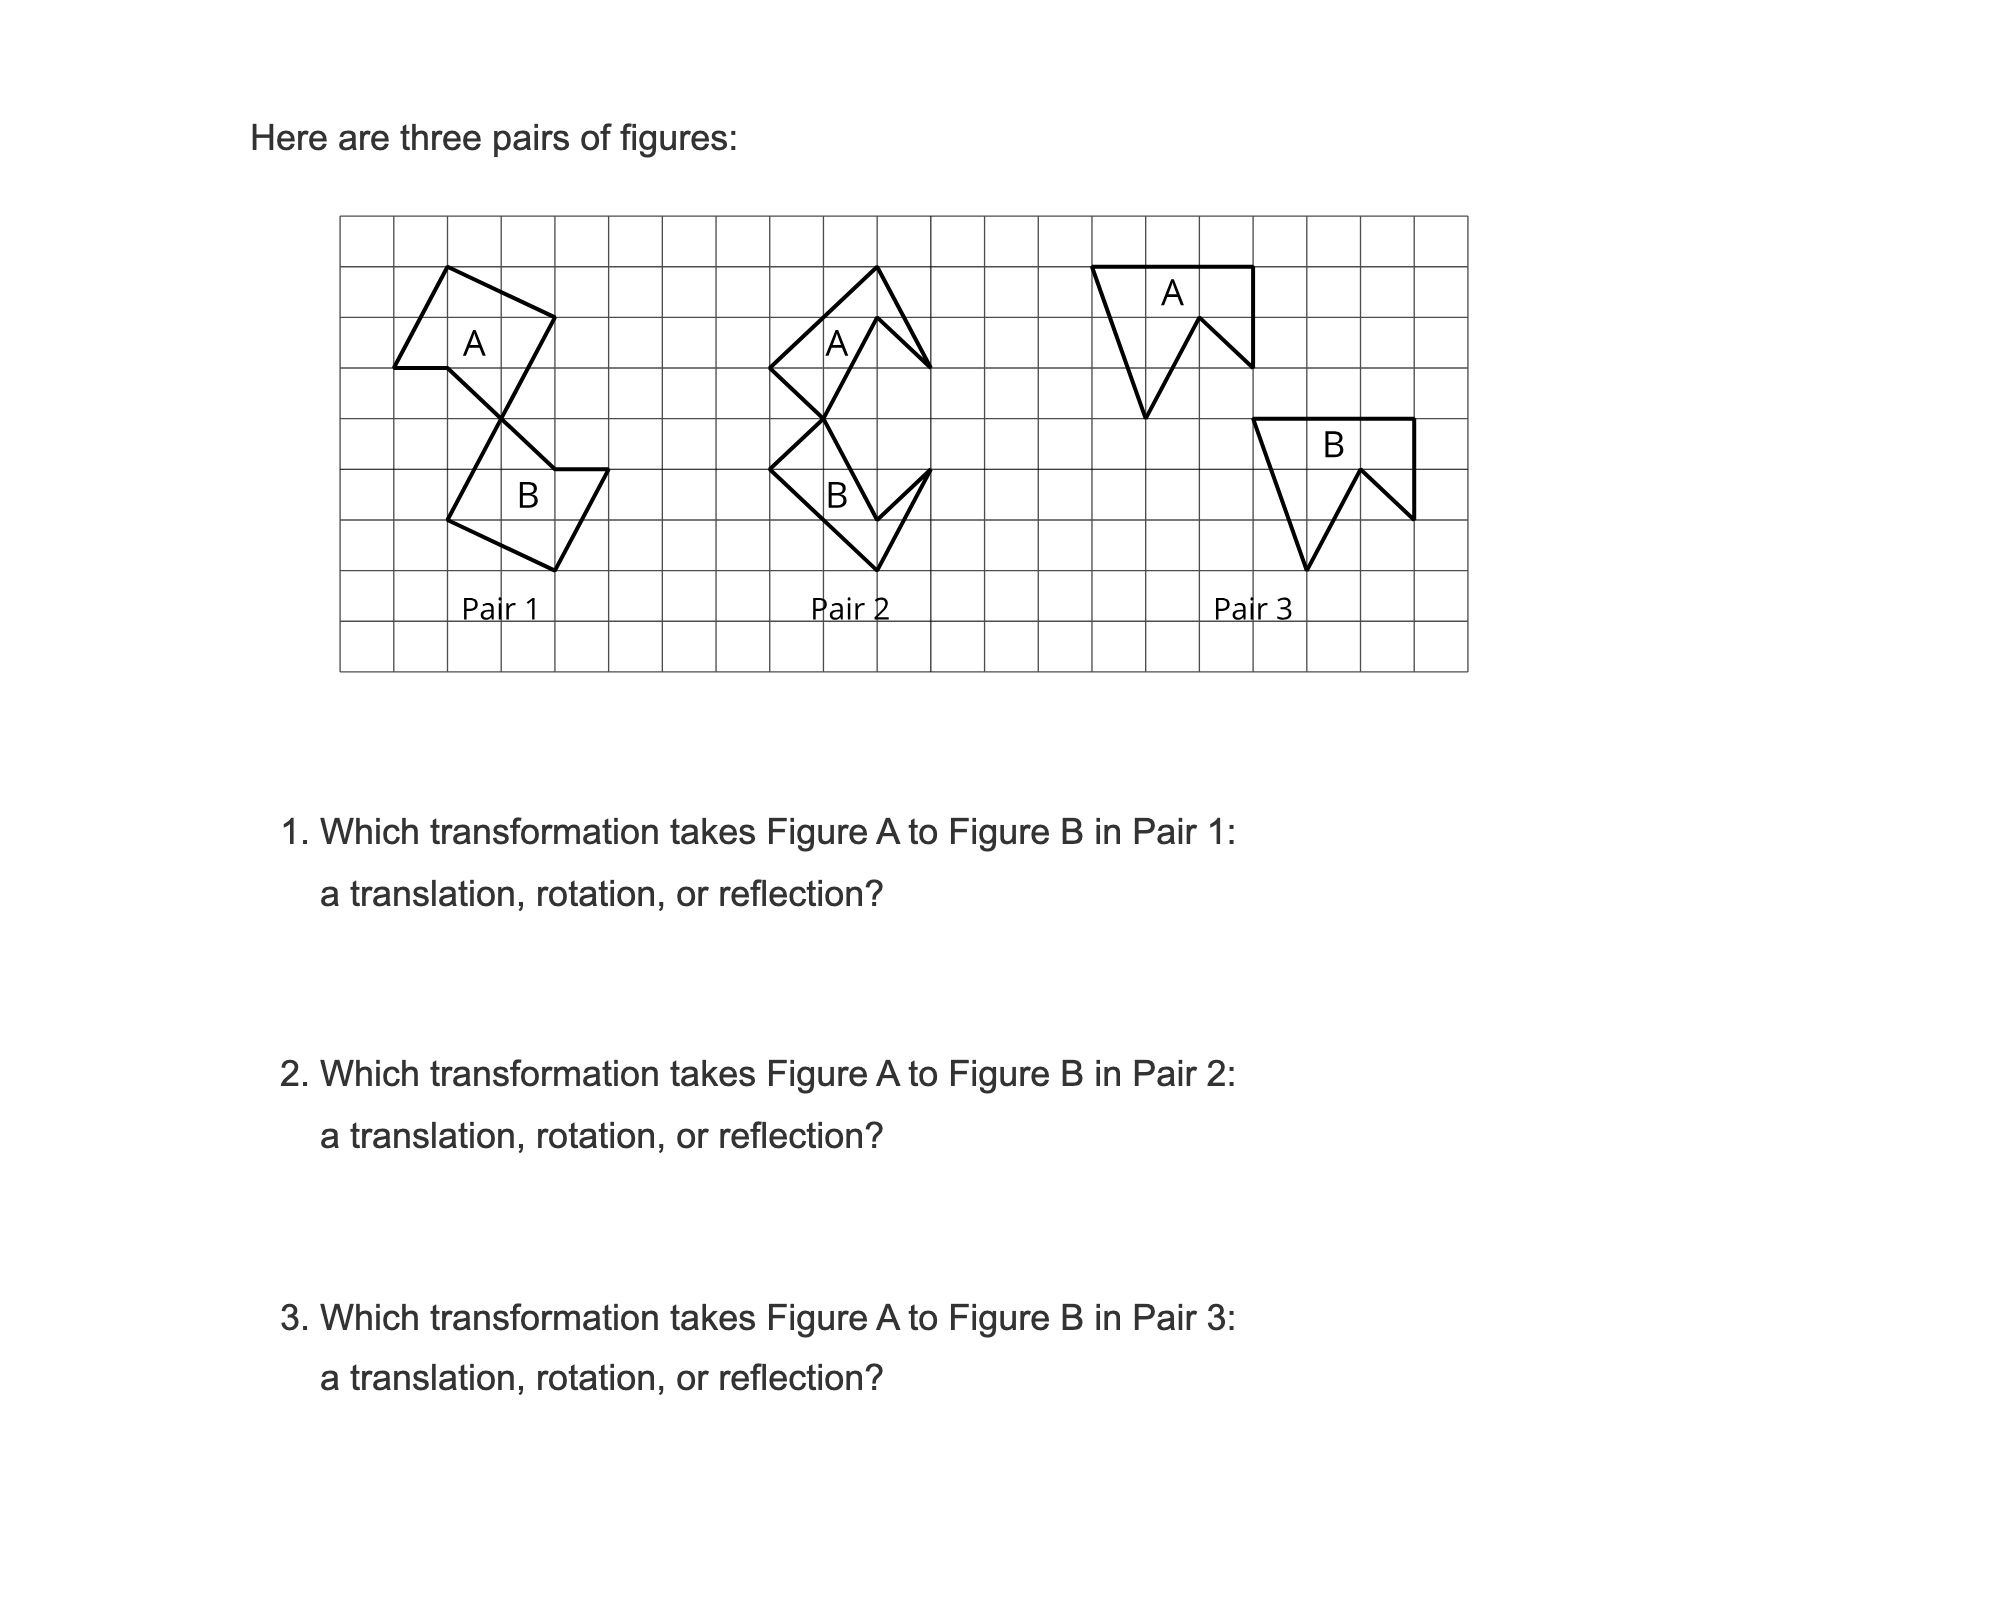 Here are three pairs of figures:
A
A
A
B
B
B
Pair 1
Pair 2
Pair 3
1. Which transformation takes Figure A to Figure B in Pair 1:
a translation, rotation, or reflection?
2. Which transformation takes Figure A to Figure B in Pair 2:
a translation, rotation, or reflection?
3. Which transformation takes Figure A to Figure B in Pair 3:
a translation, rotation, or reflection?